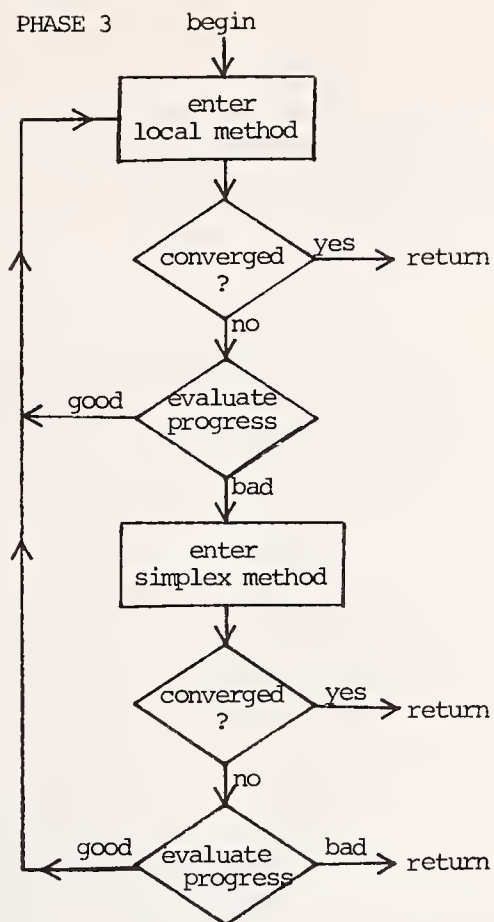 PHASE 3
begin
enter
local method
converged
?
yes
return
no
good
evaluate
progress
bad
enter
simplex method
converged
?
yes
return
no
good
evaluate
progress
bad
return